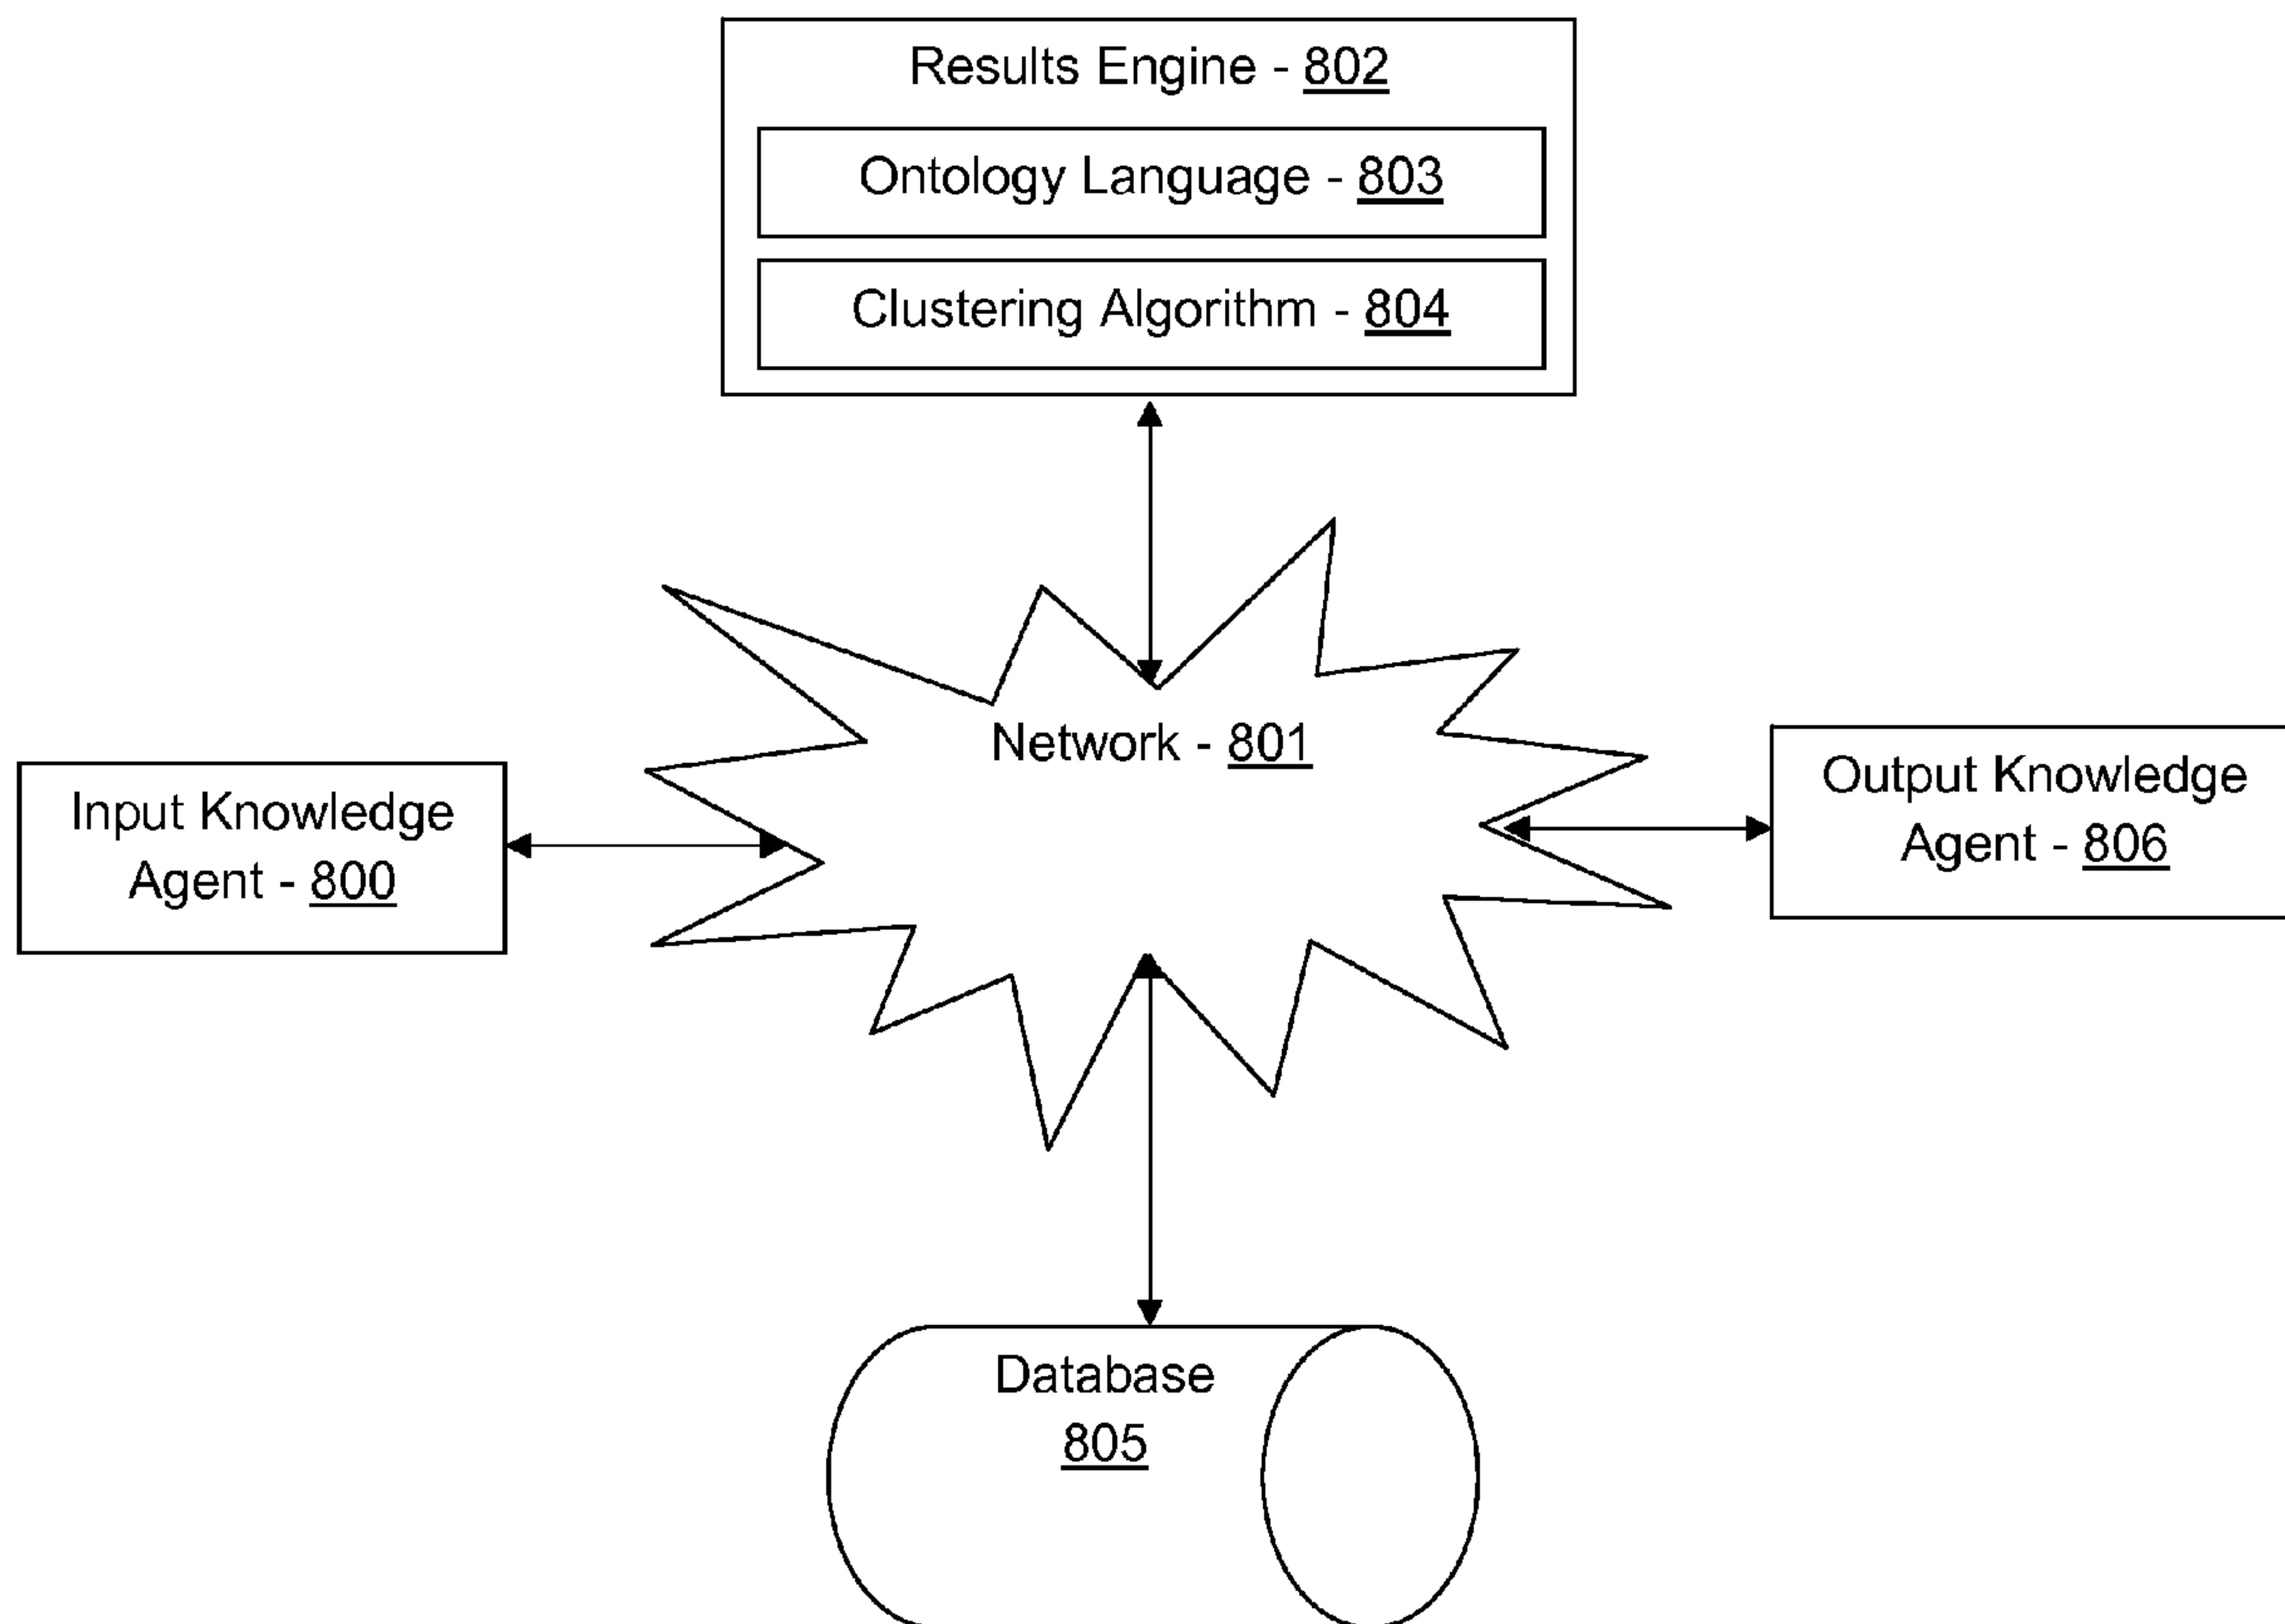 Results Engine - 802
Ontology Language - 803
Clustering Algorithm - 804
Network - 801
Input Knowledge
Agent - 800
Output Knowledge
Agent - 806
Database
805